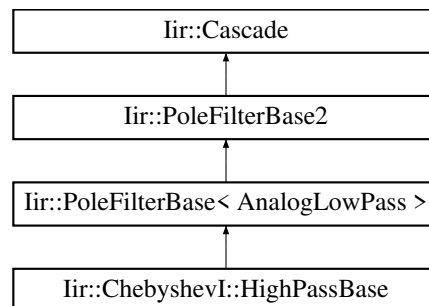 Iir::Cascade
Iir::PoleFilterBase2
Iir::PoleFilterBase< AnalogLowPass >
Iir::ChebyshevI::HighPassBase